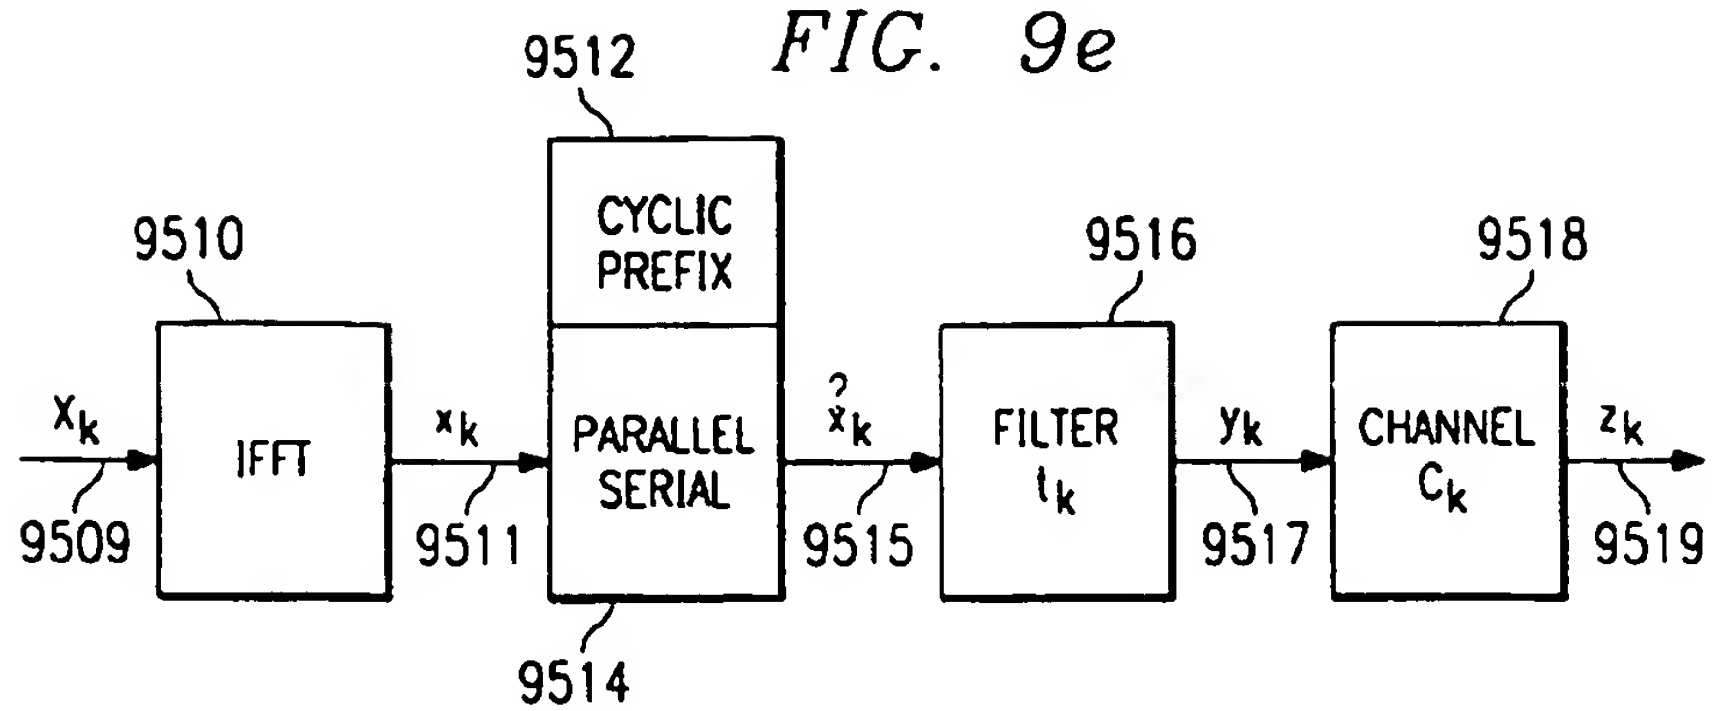 FIG. 9e
9512
CYCLIC
PREFIX
9510
9516
9518
X_k
IFFT
x_k
PARALLEL
SERIAL
?
x_k
FILTER
t_k
y_k
CHANNEL
C_k
z_k
9509
9511
9515
9517
9519
9514